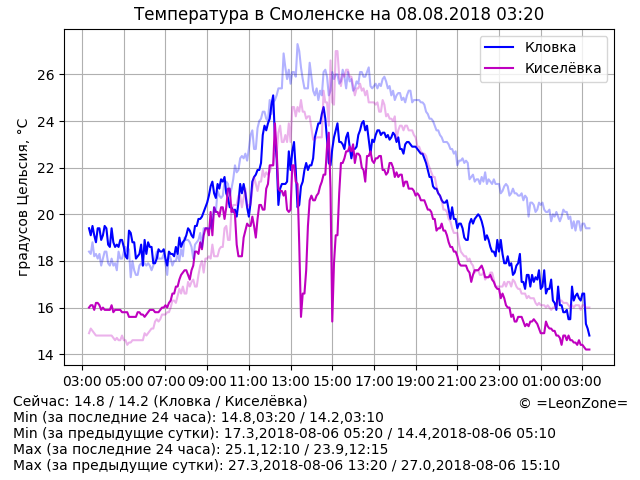 Температура в Смоленске на 08.08.2018 03:20
Кловка
Киселёвка
градусов Цельсия, °C
26
24
22
20
18
16
14
03:00 05:00 07:00 09:00 11:00 13:00 15:00 17:00 19:00 21:00 23:00 01:00 03:00
Сейчас: 14.8 / 14.2 (Кловка / Киселёвка)
© =LeonZone=
Min (за последние 24 часа): 14.8,03:20 / 14.2,03:10
Min (за предыдущие сутки): 17.3,2018-08-06 05:20 / 14.4,2018-08-06 05:10
Max (за последние 24 часа): 25.1,12:10 / 23.9,12:15
Max (за предыдущие сутки): 27.3,2018-08-06 13:20 / 27.0,2018-08-06 15:10